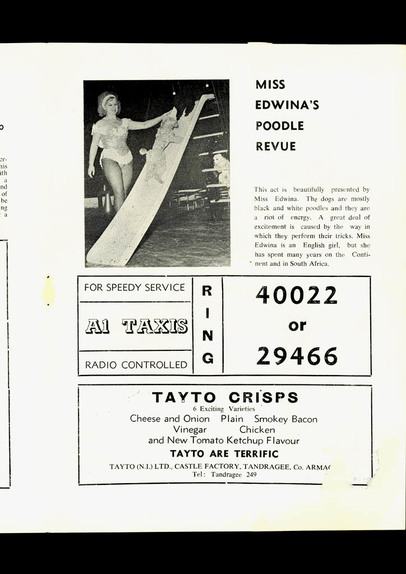 MISS
EDWINA'S
POODLE
REVUE
This act is beautifully presented by
Miss Edwina. The dogs are mostly
black and white poodles and they are
a riot of energy. A great deal of
excitement is caused by the way in
which they perform their tricks. Miss
Edwina is an English girl, but she
has spent many years on the Conti-
nent and in South Africa.
FOR SPEEDY SERVICE
A1 TAXIS
RADIO CONTROLLED
RING
40022
or
29466
TAYTO CRISPS
6 Exciting Varieties
Cheese and Onion Plain Smokey Bacon
Vinegar Chicken
and New Tomato Ketchup Flavour
TAYTO ARE TERRIFIC
TAYTO (N.I.) LTD., CASTLE FACTORY, TANDRAGEE, Co. ARMAG
Tel: Tandragee 249